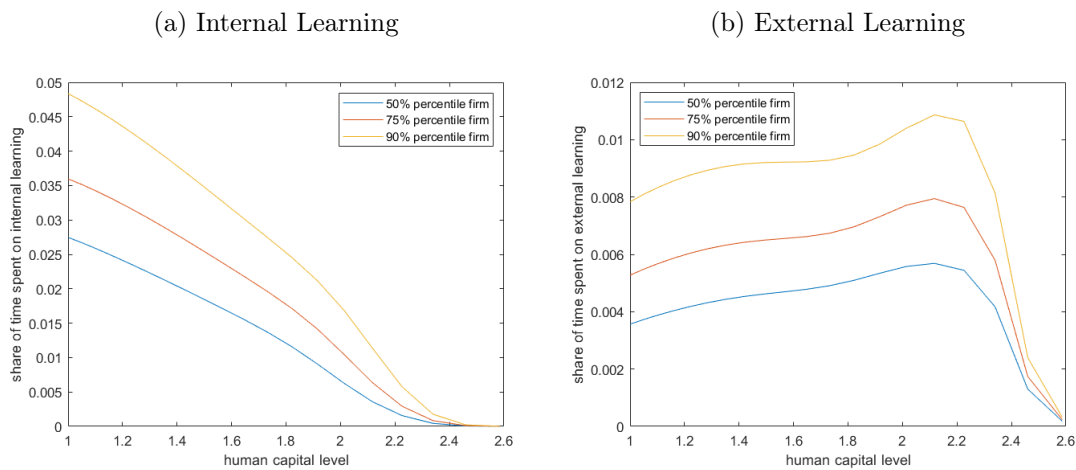 (a) Internal Learning
0.05
0.045
0.04
0.035
0.03
0.025
0.02
0.015
0.01
0.005
0
share of time spent on internal learning
50% percentile firm
75% percentile firm
90% percentile firm
1 1.2 1.4 1.6 1.8 2 2.2 2.4 2.6
human capital level
(b) External Learning
0.012
0.01
0.008
0.006
0.004
0.002
0
share of time spent on external learning
50% percentile firm
75% percentile firm
90% percentile firm
1 1.2 1.4 1.6 1.8 2 2.2 2.4 2.6
human capital level